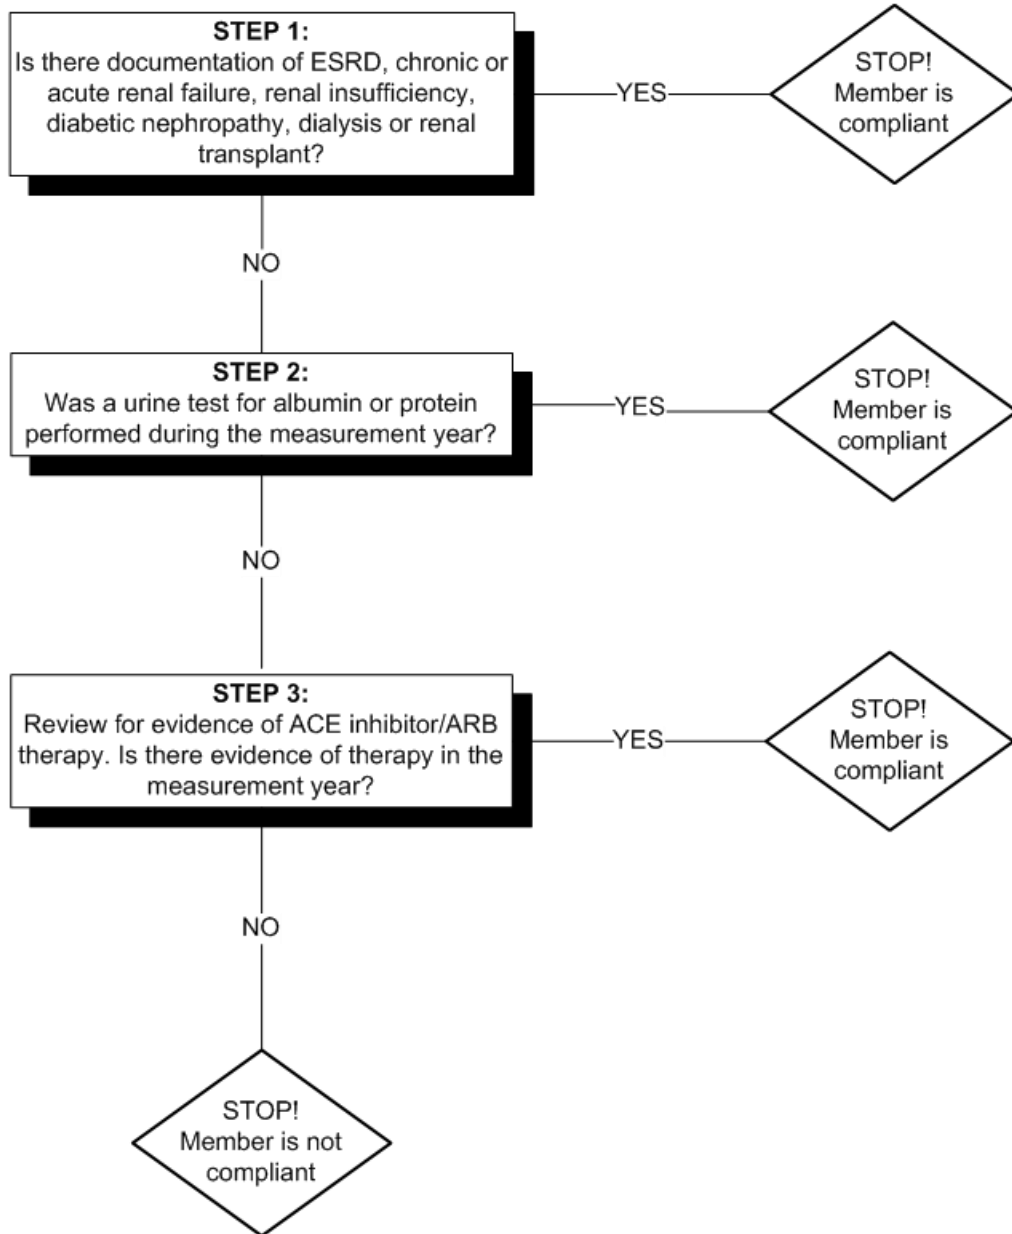 STEP 1:
Is there documentation of ESRD, chronic or
acute renal failure, renal insufficiency,
diabetic nephropathy, dialysis or renal
transplant?
YES
STOP!
Member is
compliant
NO
STEP 2:
Was a urine test for albumin or protein
performed during the measurement year?
YES
STOP!
Member is
compliant
NO
STEP 3:
Review for evidence of ACE inhibitor/ARB
therapy. Is there evidence of therapy in the
measurement year?
YES
STOP!
Member is
compliant
NO
STOP!
Member is not
compliant